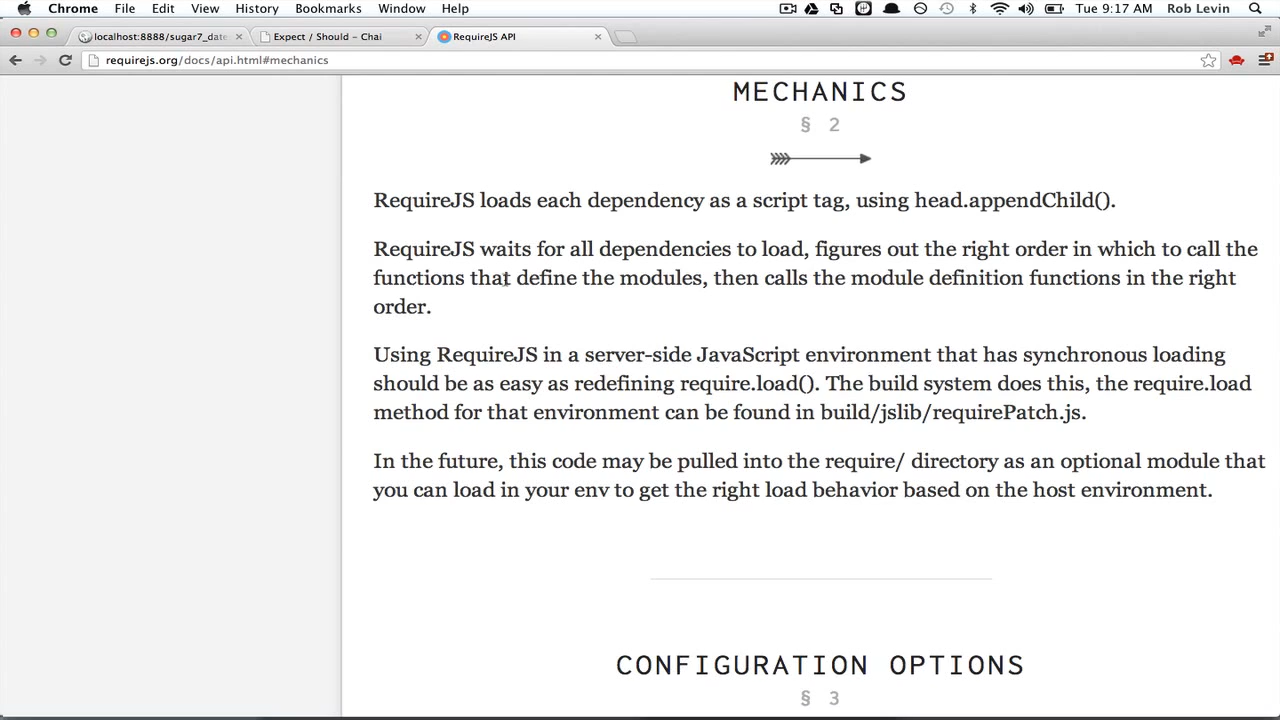 Chrome File Edit View History Bookmarks Window Help Tue 9:17 AM Rob Levin
localhost:8888/sugar7_date Expect / Should – Chai RequireJS API
requirejs.org/docs/api.html#mechanics
MECHANICS
§ 2
RequireJS loads each dependency as a script tag, using head.appendChild().
RequireJS waits for all dependencies to load, figures out the right order in which to call the
functions that define the modules, then calls the module definition functions in the right
order.
Using RequireJS in a server-side JavaScript environment that has synchronous loading
should be as easy as redefining require.load(). The build system does this, the require.load
method for that environment can be found in build/jslib/requirePatch.js.
In the future, this code may be pulled into the require/ directory as an optional module that
you can load in your env to get the right load behavior based on the host environment.
CONFIGURATION OPTIONS
§ 3